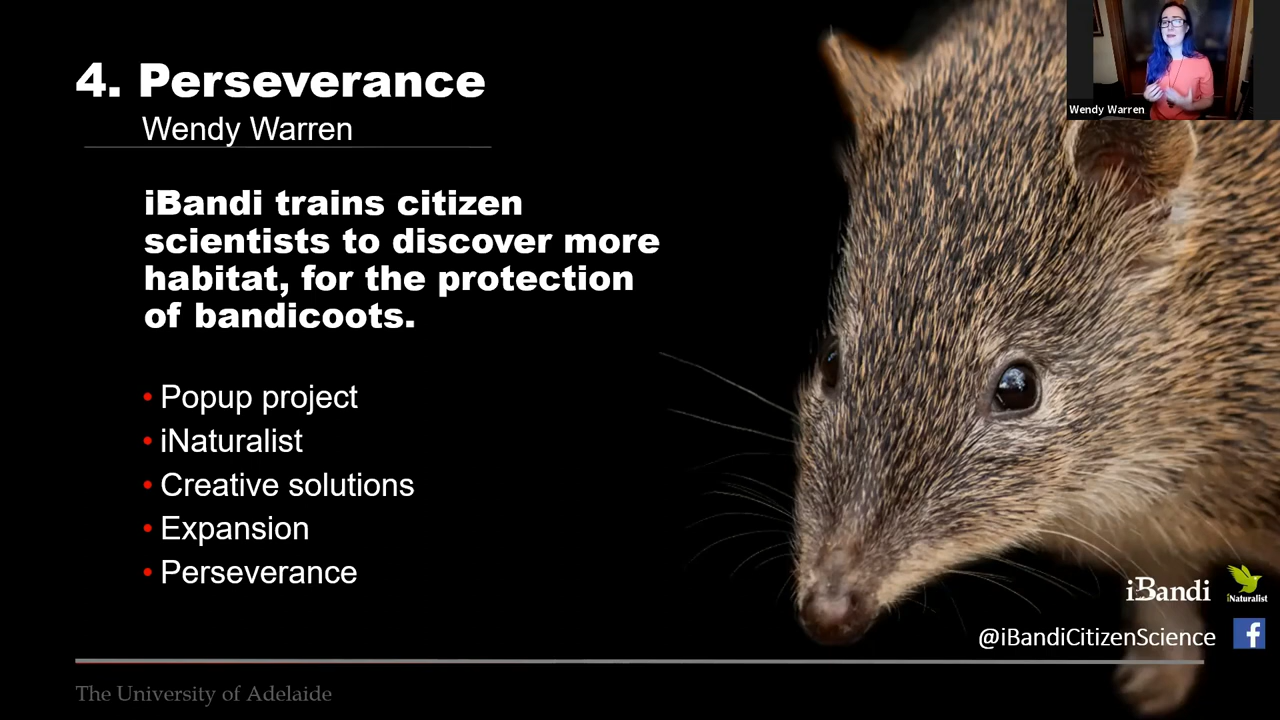 4. Perseverance
Wendy Warren
Wendy Warren
iBandi trains citizen
scientists to discover more
habitat, for the protection
of bandicoots.
• Popup project
• iNaturalist
• Creative solutions
• Expansion
• Perseverance
iBandi
iNaturalist
@iBandiCitizenScience
f
The University of Adelaide